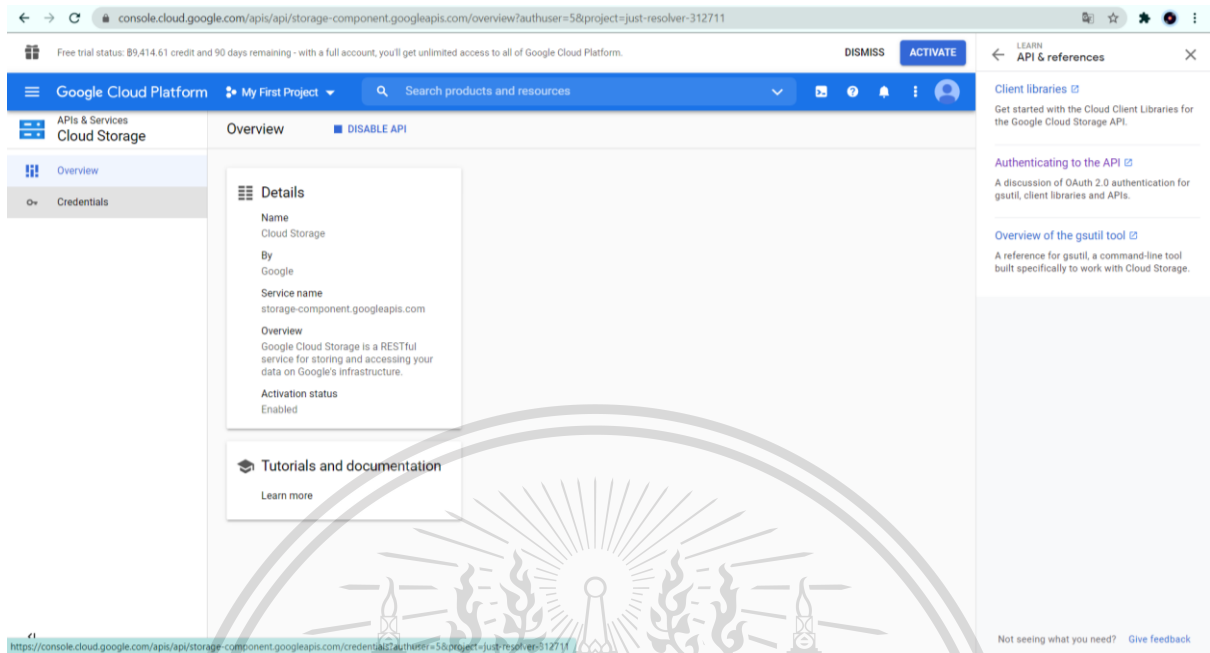 console.cloud.google.com/apis/api/storage-component.googleapis.com/overview?authuser=5&project=just-resolver-312711
Free trial status: ฿9,414.61 credit and 90 days remaining - with a full account, you'll get unlimited access to all of Google Cloud Platform.
DISMISS
ACTIVATE
Google Cloud Platform
My First Project
Search products and resources
APIs & Services
Cloud Storage
Overview
Credentials
Overview
DISABLE API
Details
Name
Cloud Storage
By
Google
Service name
storage-component.googleapis.com
Overview
Google Cloud Storage is a RESTful
service for storing and accessing your
data on Google's infrastructure.
Activation status
Enabled
Tutorials and documentation
Learn more
LEARN
API & references
Client libraries
Get started with the Cloud Client Libraries for
the Google Cloud Storage API.
Authenticating to the API
A discussion of OAuth 2.0 authentication for
gsutil, client libraries and APIs.
Overview of the gsutil tool
A reference for gsutil, a command-line tool
built specifically to work with Cloud Storage.
Not seeing what you need? Give feedback
https://console.cloud.google.com/apis/api/storage-component.googleapis.com/credentials?authuser=5&project=just-resolver-312711